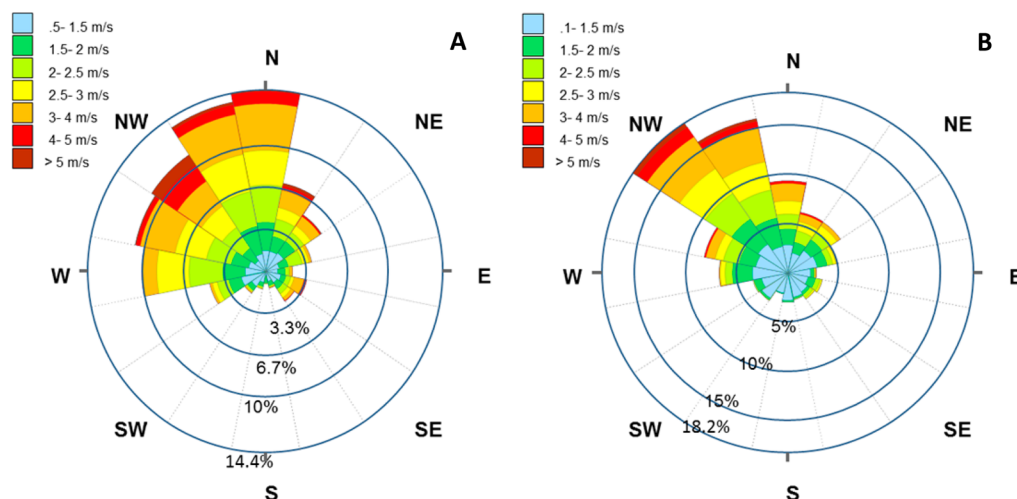 .5- 1.5 m/s
1.5- 2 m/s
2- 2.5 m/s
2.5- 3 m/s
3- 4 m/s
4- 5 m/s
> 5 m/s
A
N
NW
NE
W
E
3.3%
6.7%
10%
SW
SE
14.4%
S
.1- 1.5 m/s
1.5- 2 m/s
2- 2.5 m/s
2.5- 3 m/s
3- 4 m/s
4- 5 m/s
> 5 m/s
B
N
NW
NE
W
E
5%
10%
15%
18.2%
SW
SE
S